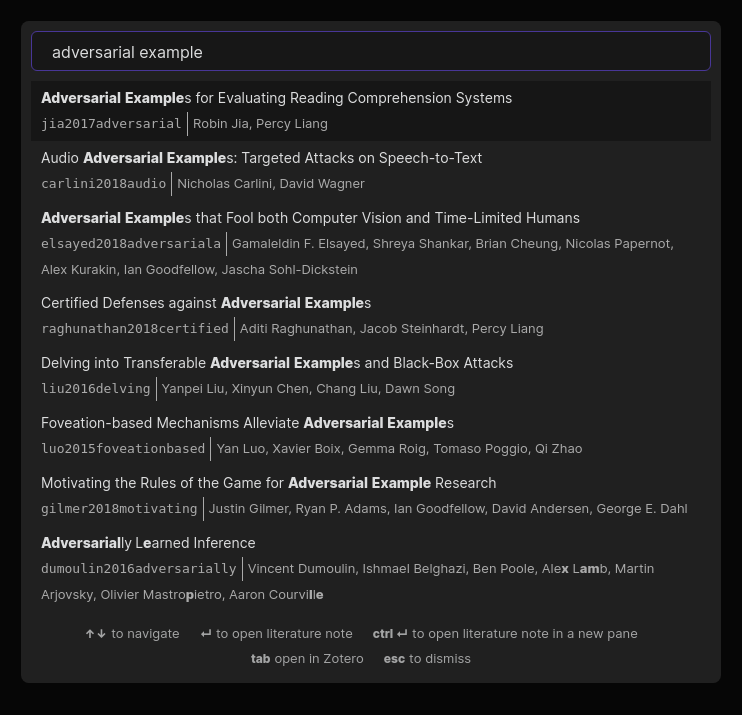 adversarial example
Adversarial Examples for Evaluating Reading Comprehension Systems
jia2017adversarial Robin Jia, Percy Liang
Audio Adversarial Examples: Targeted Attacks on Speech-to-Text
carlini2018audio Nicholas Carlini, David Wagner
Adversarial Examples that Fool both Computer Vision and Time-Limited Humans
elsayed2018adversariala Gamaleldin F. Elsayed, Shreya Shankar, Brian Cheung, Nicolas Papernot,
Alex Kurakin, Ian Goodfellow, Jascha Sohl-Dickstein
Certified Defenses against Adversarial Examples
raghunathan2018certified Aditi Raghunathan, Jacob Steinhardt, Percy Liang
Delving into Transferable Adversarial Examples and Black-Box Attacks
liu2016delving Yanpei Liu, Xinyun Chen, Chang Liu, Dawn Song
Foveation-based Mechanisms Alleviate Adversarial Examples
luo2015foveationbased Yan Luo, Xavier Boix, Gemma Roig, Tomaso Poggio, Qi Zhao
Motivating the Rules of the Game for Adversarial Example Research
gilmer2018motivating Justin Gilmer, Ryan P. Adams, Ian Goodfellow, David Andersen, George E. Dahl
Adversarially Learned Inference
dumoulin2016adversarially Vincent Dumoulin, Ishmael Belghazi, Ben Poole, Alex Lamb, Martin
Arjovsky, Olivier Mastropietro, Aaron Courville
↑↓ to navigate ↵ to open literature note ctrl ↵ to open literature note in a new pane
tab open in Zotero esc to dismiss